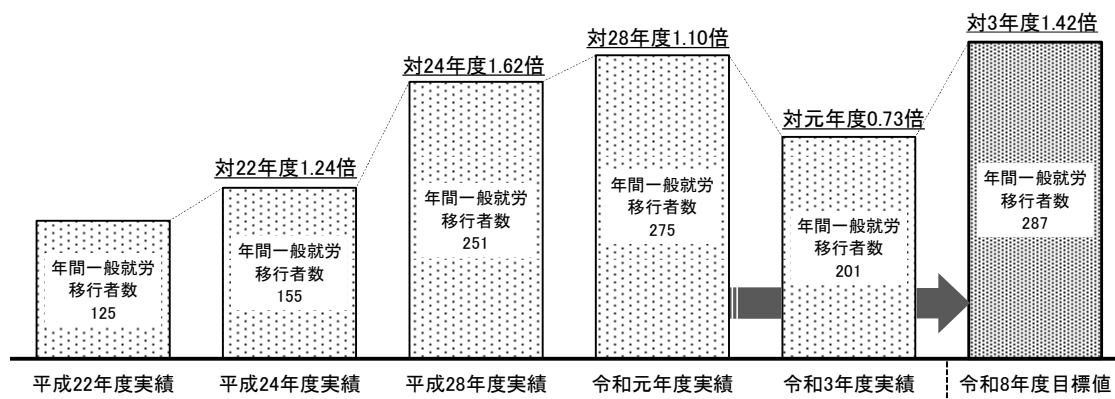 対22年度1.24倍
対24年度1.62倍
対28年度1.10倍
対元年度0.73倍
対3年度1.42倍
年間一般就労
移行者数
125
年間一般就労
移行者数
155
年間一般就労
移行者数
251
年間一般就労
移行者数
275
年間一般就労
移行者数
201
年間一般就労
移行者数
287
平成22年度実績
平成24年度実績
平成28年度実績
令和元年度実績
令和3年度実績
令和8年度目標値